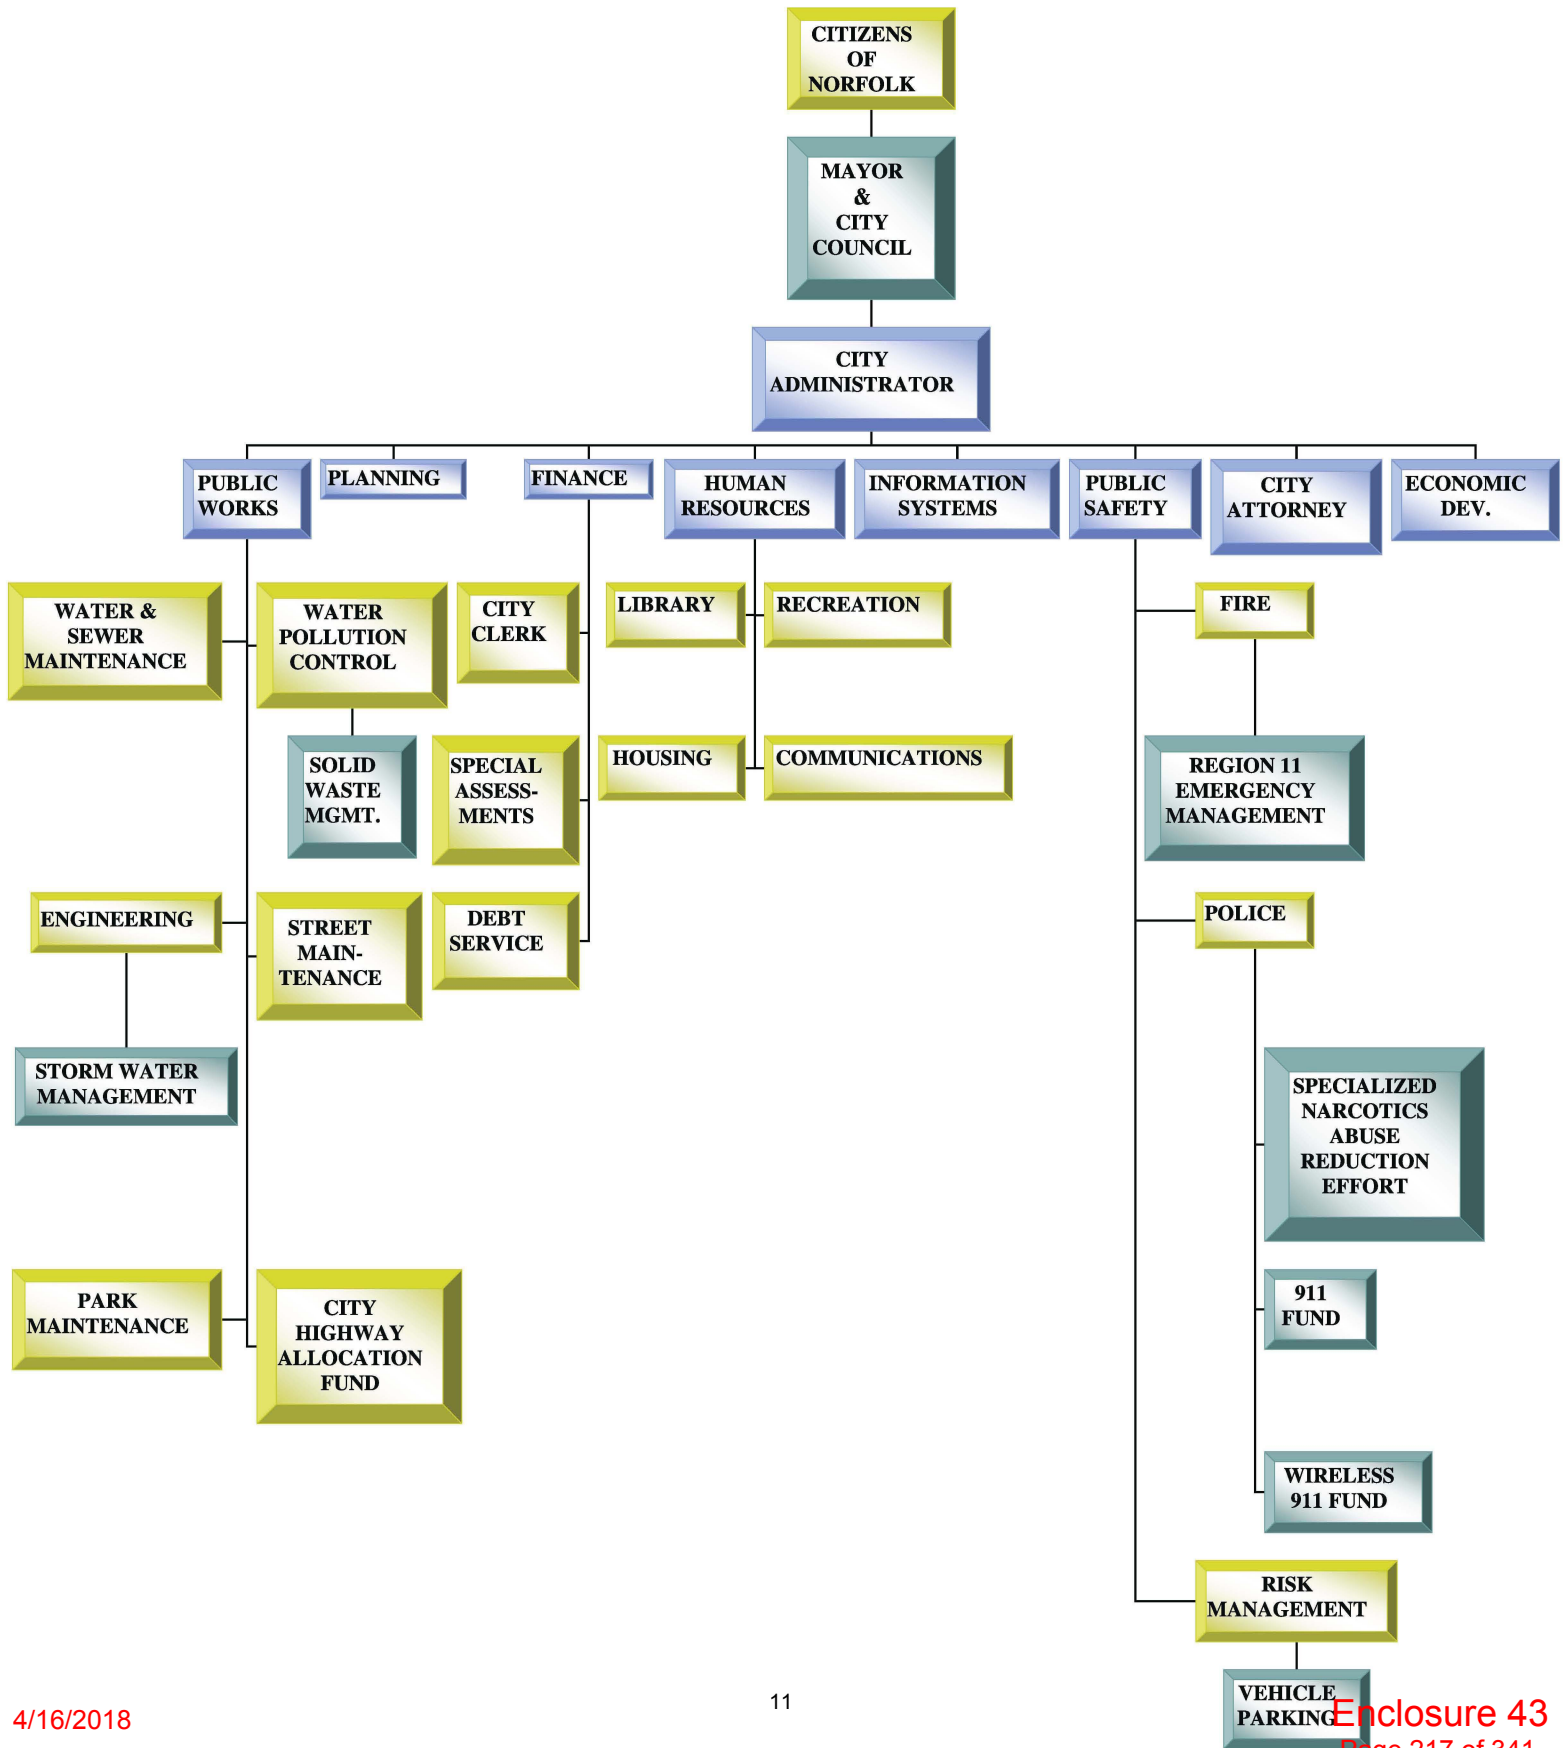 CITIZENS
OF
NORFOLK
MAYOR
&
CITY
COUNCIL
CITY
ADMINISTRATOR
PUBLIC
WORKS
PLANNING
FINANCE
HUMAN
RESOURCES
INFORMATION
SYSTEMS
PUBLIC
SAFETY
CITY
ATTORNEY
ECONOMIC
DEV.
WATER &
SEWER
MAINTENANCE
WATER
POLLUTION
CONTROL
CITY
CLERK
LIBRARY
RECREATION
FIRE
SOLID
WASTE
MGMT.
SPECIAL
ASSESS-
MENTS
HOUSING
COMMUNICATIONS
REGION 11
EMERGENCY
MANAGEMENT
ENGINEERING
STREET
MAIN-
TENANCE
DEBT
SERVICE
POLICE
STORM WATER
MANAGEMENT
SPECIALIZED
NARCOTICS
ABUSE
REDUCTION
EFFORT
PARK
MAINTENANCE
CITY
HIGHWAY
ALLOCATION
FUND
911
FUND
WIRELESS
911 FUND
RISK
MANAGEMENT
VEHICLE
PARKING
11
4/16/2018
Enclosure 43
Page 217 of 341